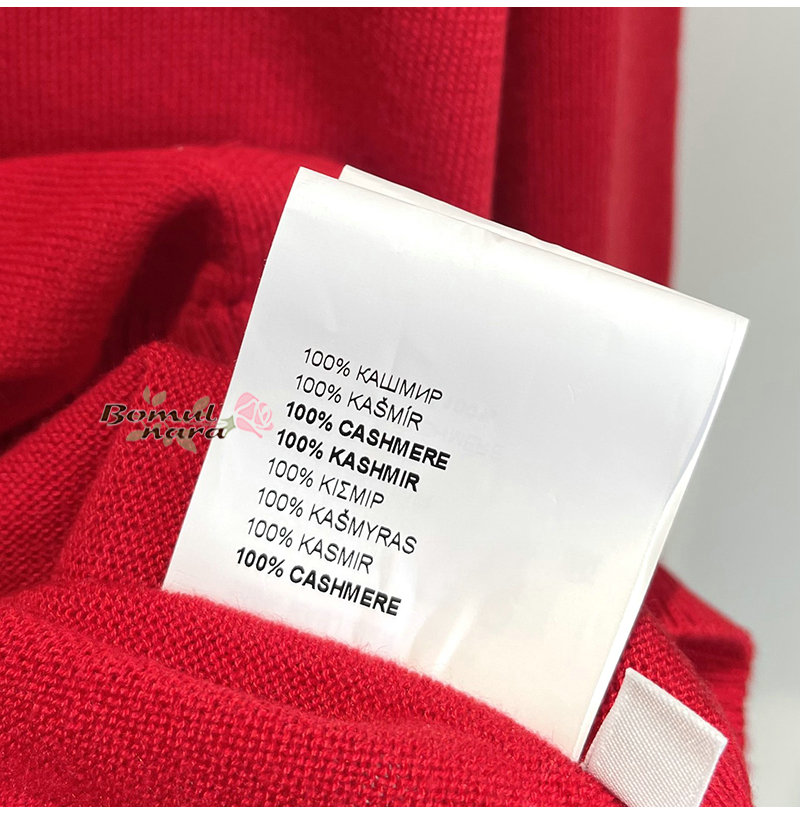 100% КАШМИР
100% KAŠMÍR
100% CASHMERE
100% KASHMIR
100% ΚΙΣΜΙΡ
100% KAŠMYRAS
100% KASMIR
100% CASHMERE
Bomul
nara